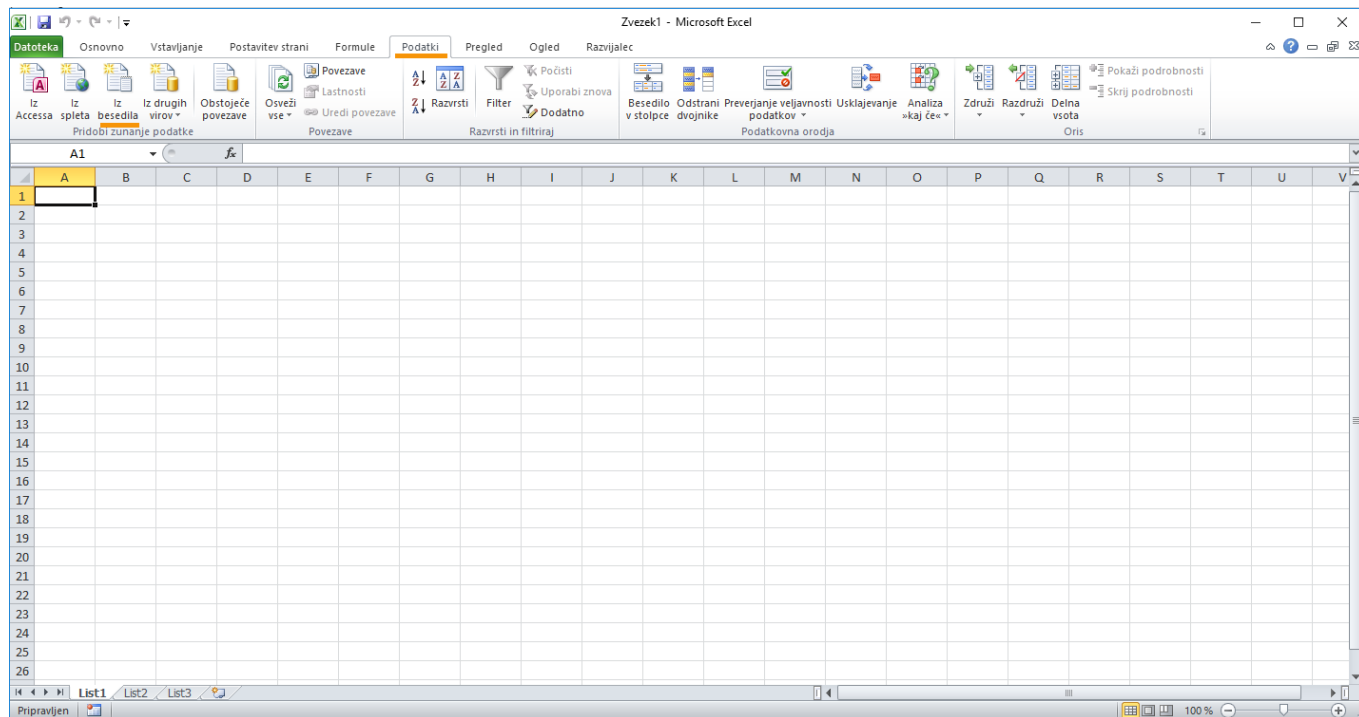 Zvezek1 - Microsoft Excel
Datoteka Osnovno Vstavljanje Postavitev strani Formule Podatki Pregled Ogled Razvijalec
Iz Accessa
Iz spleta
Iz besedila
Iz drugih virov
Obstoječe povezave
Pridobi zunanje podatke
Osveži vse
Povezave
Lastnosti
Uredi povezave
Povezave
Razvrsti
Filter
Počisti
Uporabi znova
Dodatno
Razvrsti in filtriraj
Besedilo v stolpce
Odstrani dvojnike
Preverjanje veljavnosti podatkov
Usklajevanje
Analiza »kaj če«
Podatkovna orodja
Združi
Razdruži
Delna vsota
Pokaži podrobnosti
Skrij podrobnosti
Oris
A1 fx
A B C D E F G H I J K L M N O P Q R S T U V
1
2
3
4
5
6
7
8
9
10
11
12
13
14
15
16
17
18
19
20
21
22
23
24
25
26
List1 List2 List3
Pripravljen 100 %